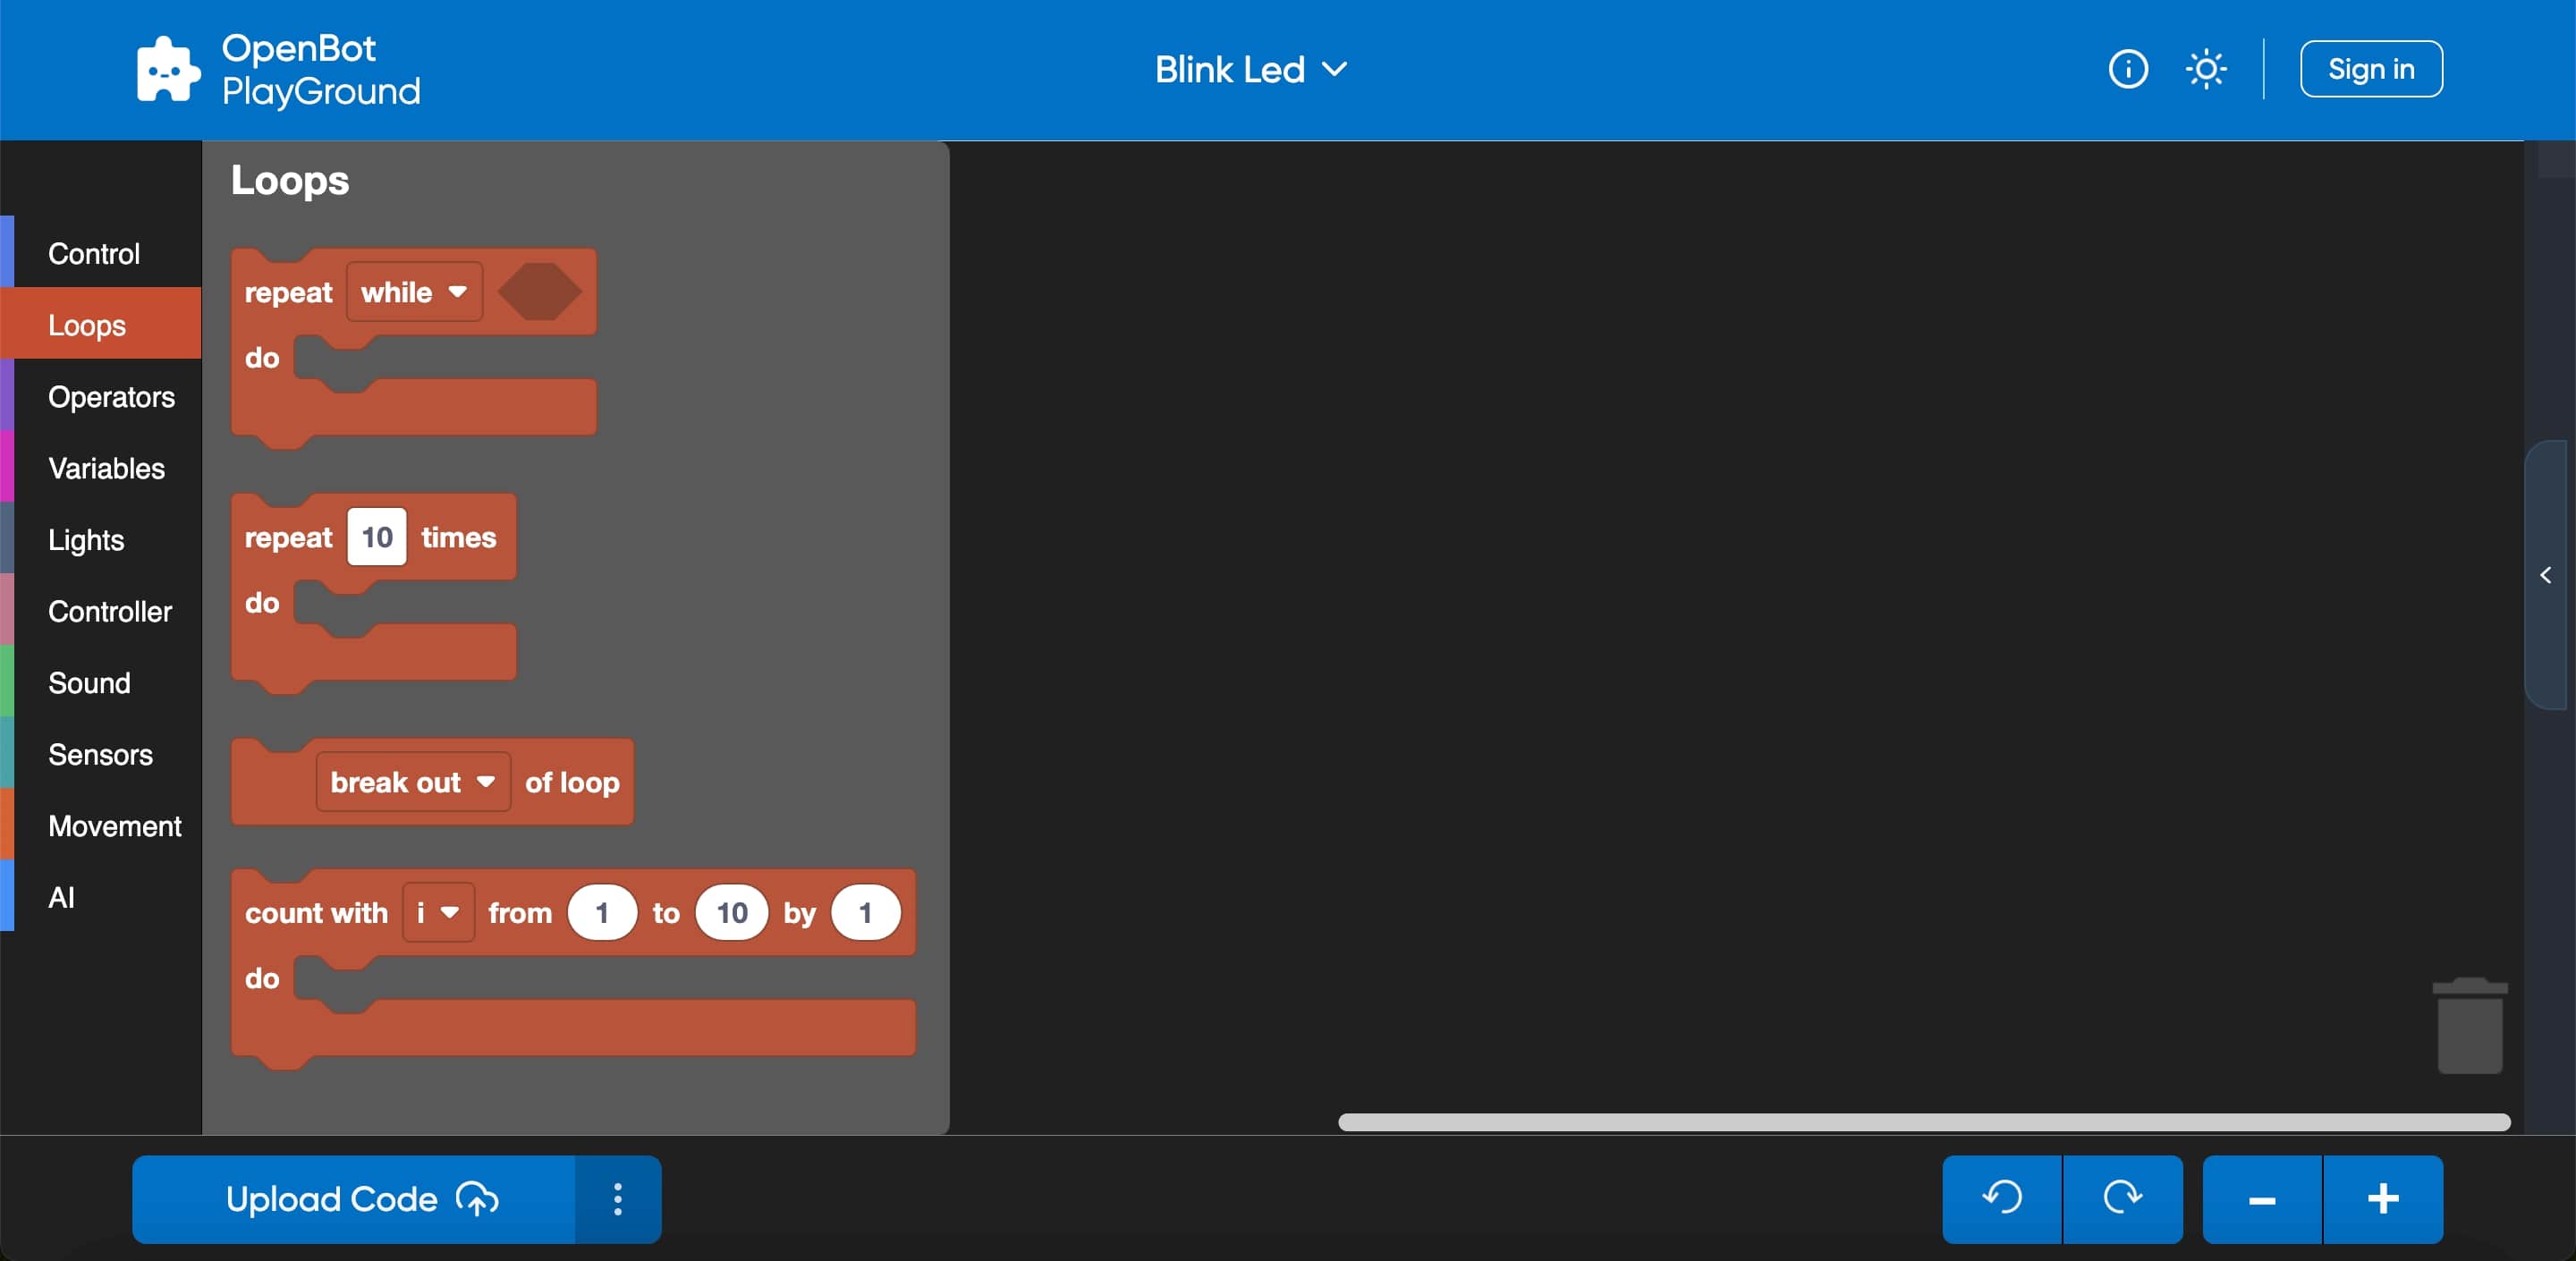 OpenBot
PlayGround
Blink Led
Sign in
Control
Loops
Operators
Variables
Lights
Controller
Sound
Sensors
Movement
AI
Loops
repeat while
do
repeat 10 times
do
break out of loop
count with i from 1 to 10 by 1
do
Upload Code